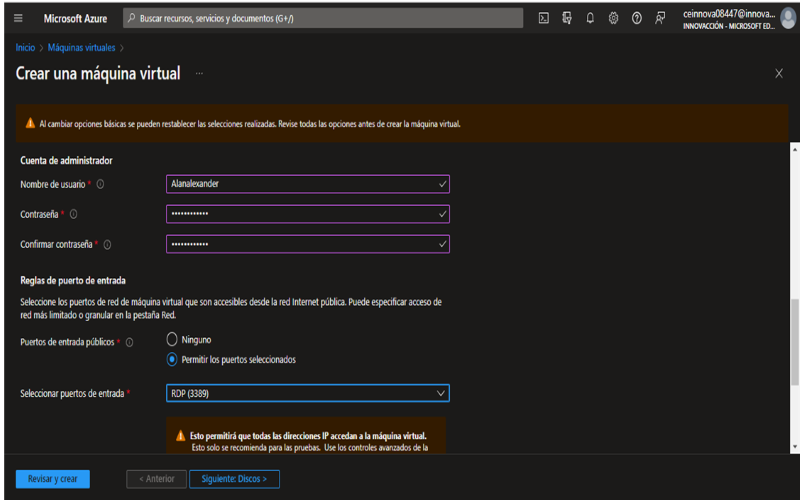 Microsoft Azure
Buscar recursos, servicios y documentos (G+/)
ceinnova08447@innova...
INNOVACCIÓN - MICROSOFT ED...
Inicio > Máquinas virtuales >
Crear una máquina virtual ...
Al cambiar opciones básicas se pueden restablecer las selecciones realizadas. Revise todas las opciones antes de crear la máquina virtual.
Cuenta de administrador
Nombre de usuario *
Alanalexander
Contraseña *
••••••••••••
Confirmar contraseña *
••••••••••••
Reglas de puerto de entrada
Seleccione los puertos de red de máquina virtual que son accesibles desde la red Internet pública. Puede especificar acceso de
red más limitado o granular en la pestaña Red.
Puertos de entrada públicos *
Ninguno
Permitir los puertos seleccionados
Seleccionar puertos de entrada *
RDP (3389)
Esto permitirá que todas las direcciones IP accedan a la máquina virtual.
Esto solo se recomienda para las pruebas. Use los controles avanzados de la
Revisar y crear
< Anterior
Siguiente: Discos >